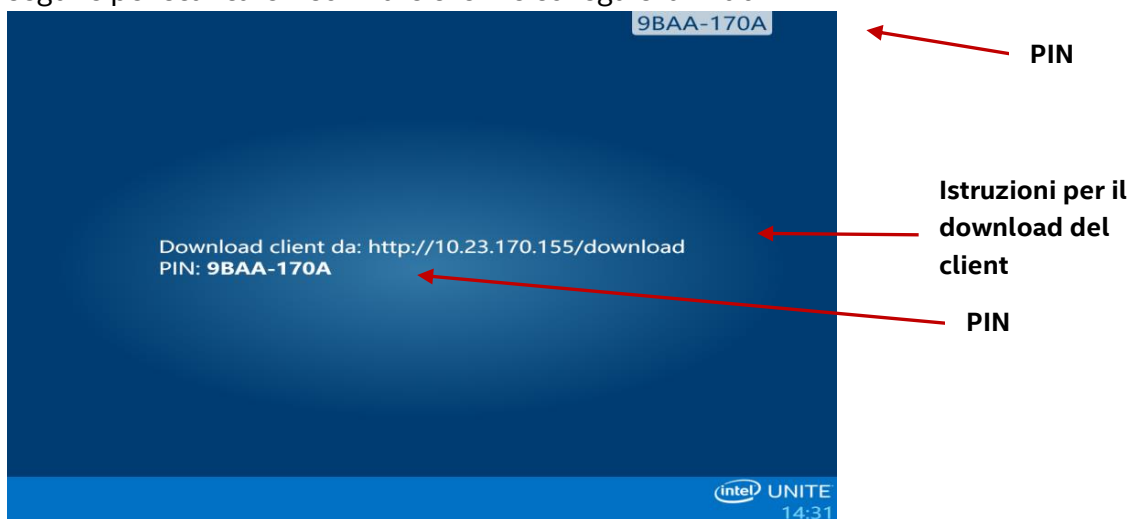 9BAA-170A
PIN
Istruzioni per il
download del
client
Download client da: http://10.23.170.155/download
PIN: 9BAA-170A
PIN
intel UNITE
14:31